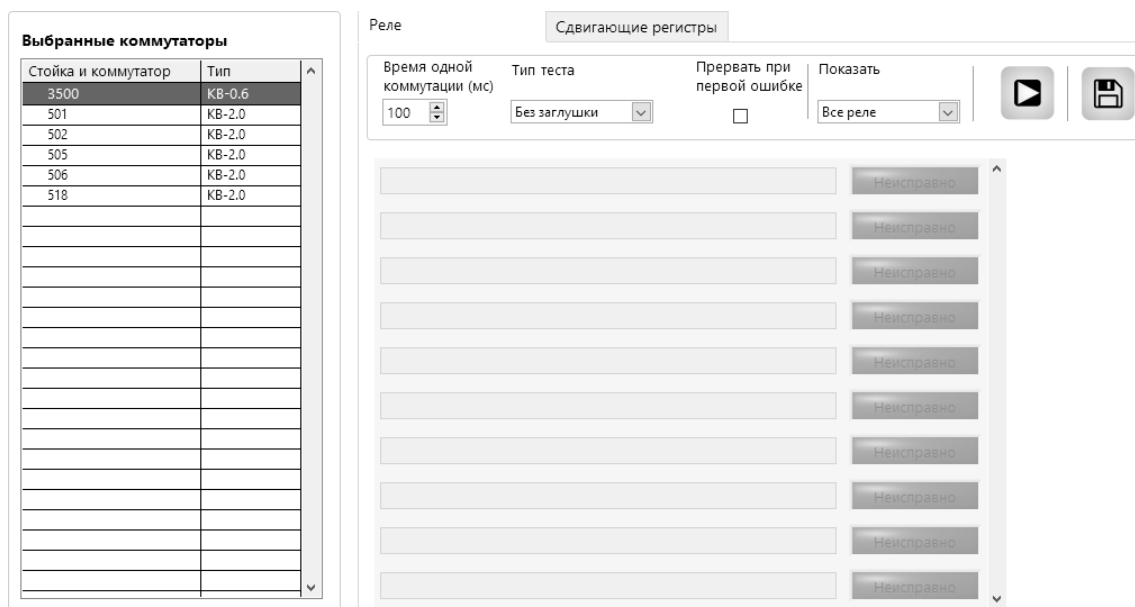 Выбранные коммутаторы
Стойка и коммутатор Тип
3500 КВ-0.6
501 КВ-2.0
502 КВ-2.0
505 КВ-2.0
506 КВ-2.0
518 КВ-2.0
Реле Сдвигающие регистры
Время одной
коммутации (мс)
100
Тип теста
Без заглушки
Прервать при
первой ошибке
Показать
Все реле
Неисправно
Неисправно
Неисправно
Неисправно
Неисправно
Неисправно
Неисправно
Неисправно
Неисправно
Неисправно